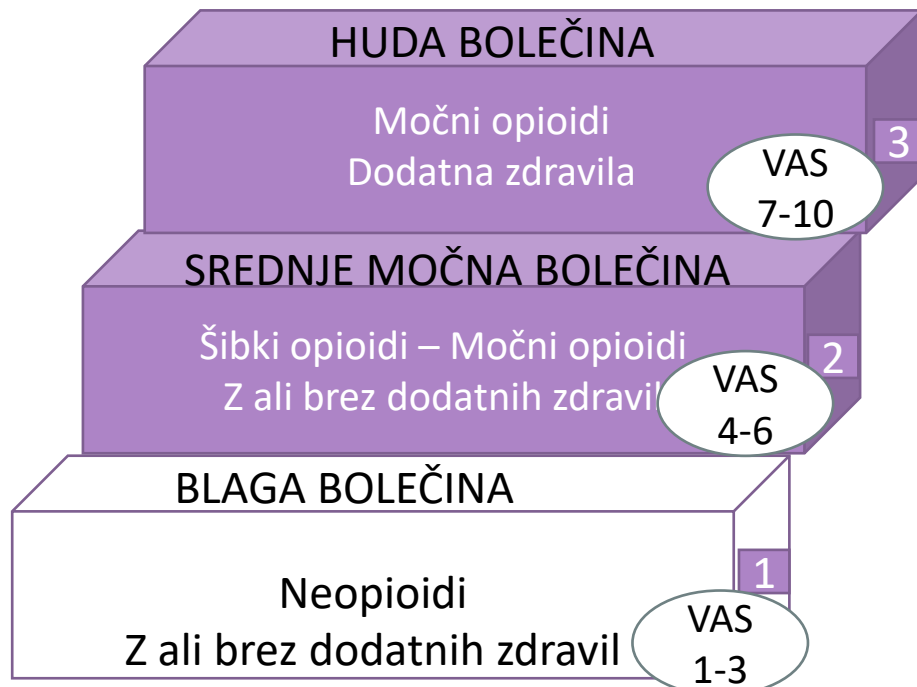 HUDA BOLEČINA
Močni opioidi
Dodatna zdravila
3
VAS
7-10
SREDNJE MOČNA BOLEČINA
Šibki opioidi – Močni opioidi
Z ali brez dodatnih zdravil
2
VAS
4-6
BLAGA BOLEČINA
1
Neopioidi
Z ali brez dodatnih zdravil
VAS
1-3